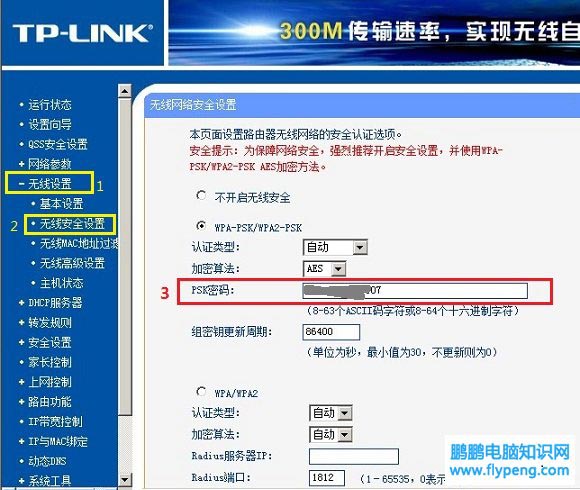 TP-LINK®
300M 传输速率，实现无线自
运行状态
设置向导
QSS安全设置
网络参数
无线设置
1
基本设置
2
无线安全设置
无线MAC地址过滤
无线高级设置
主机状态
DHCP服务器
转发规则
安全设置
家长控制
上网控制
路由功能
IP带宽控制
IP与MAC绑定
动态DNS
系统工具
无线网络安全设置
本页面设置路由器无线网络的安全认证选项。
安全提示：为保障网络安全，强烈推荐开启安全设置，并使用WPA-
PSK/WPA2-PSK AES加密方法。
不开启无线安全
WPA-PSK/WPA2-PSK
认证类型： 自动
加密算法： AES
3 PSK密码： 07
(8-63个ASCII码字符或8-64个十六进制字符)
组密钥更新周期： 86400
(单位为秒，最小值为30，不更新则为0)
WPA/WPA2
认证类型： 自动
加密算法： 自动
Radius服务器IP：
Radius端口： 1812 (1-65535，0表示
鹏鹏电脑知识网
www.flypeng.com